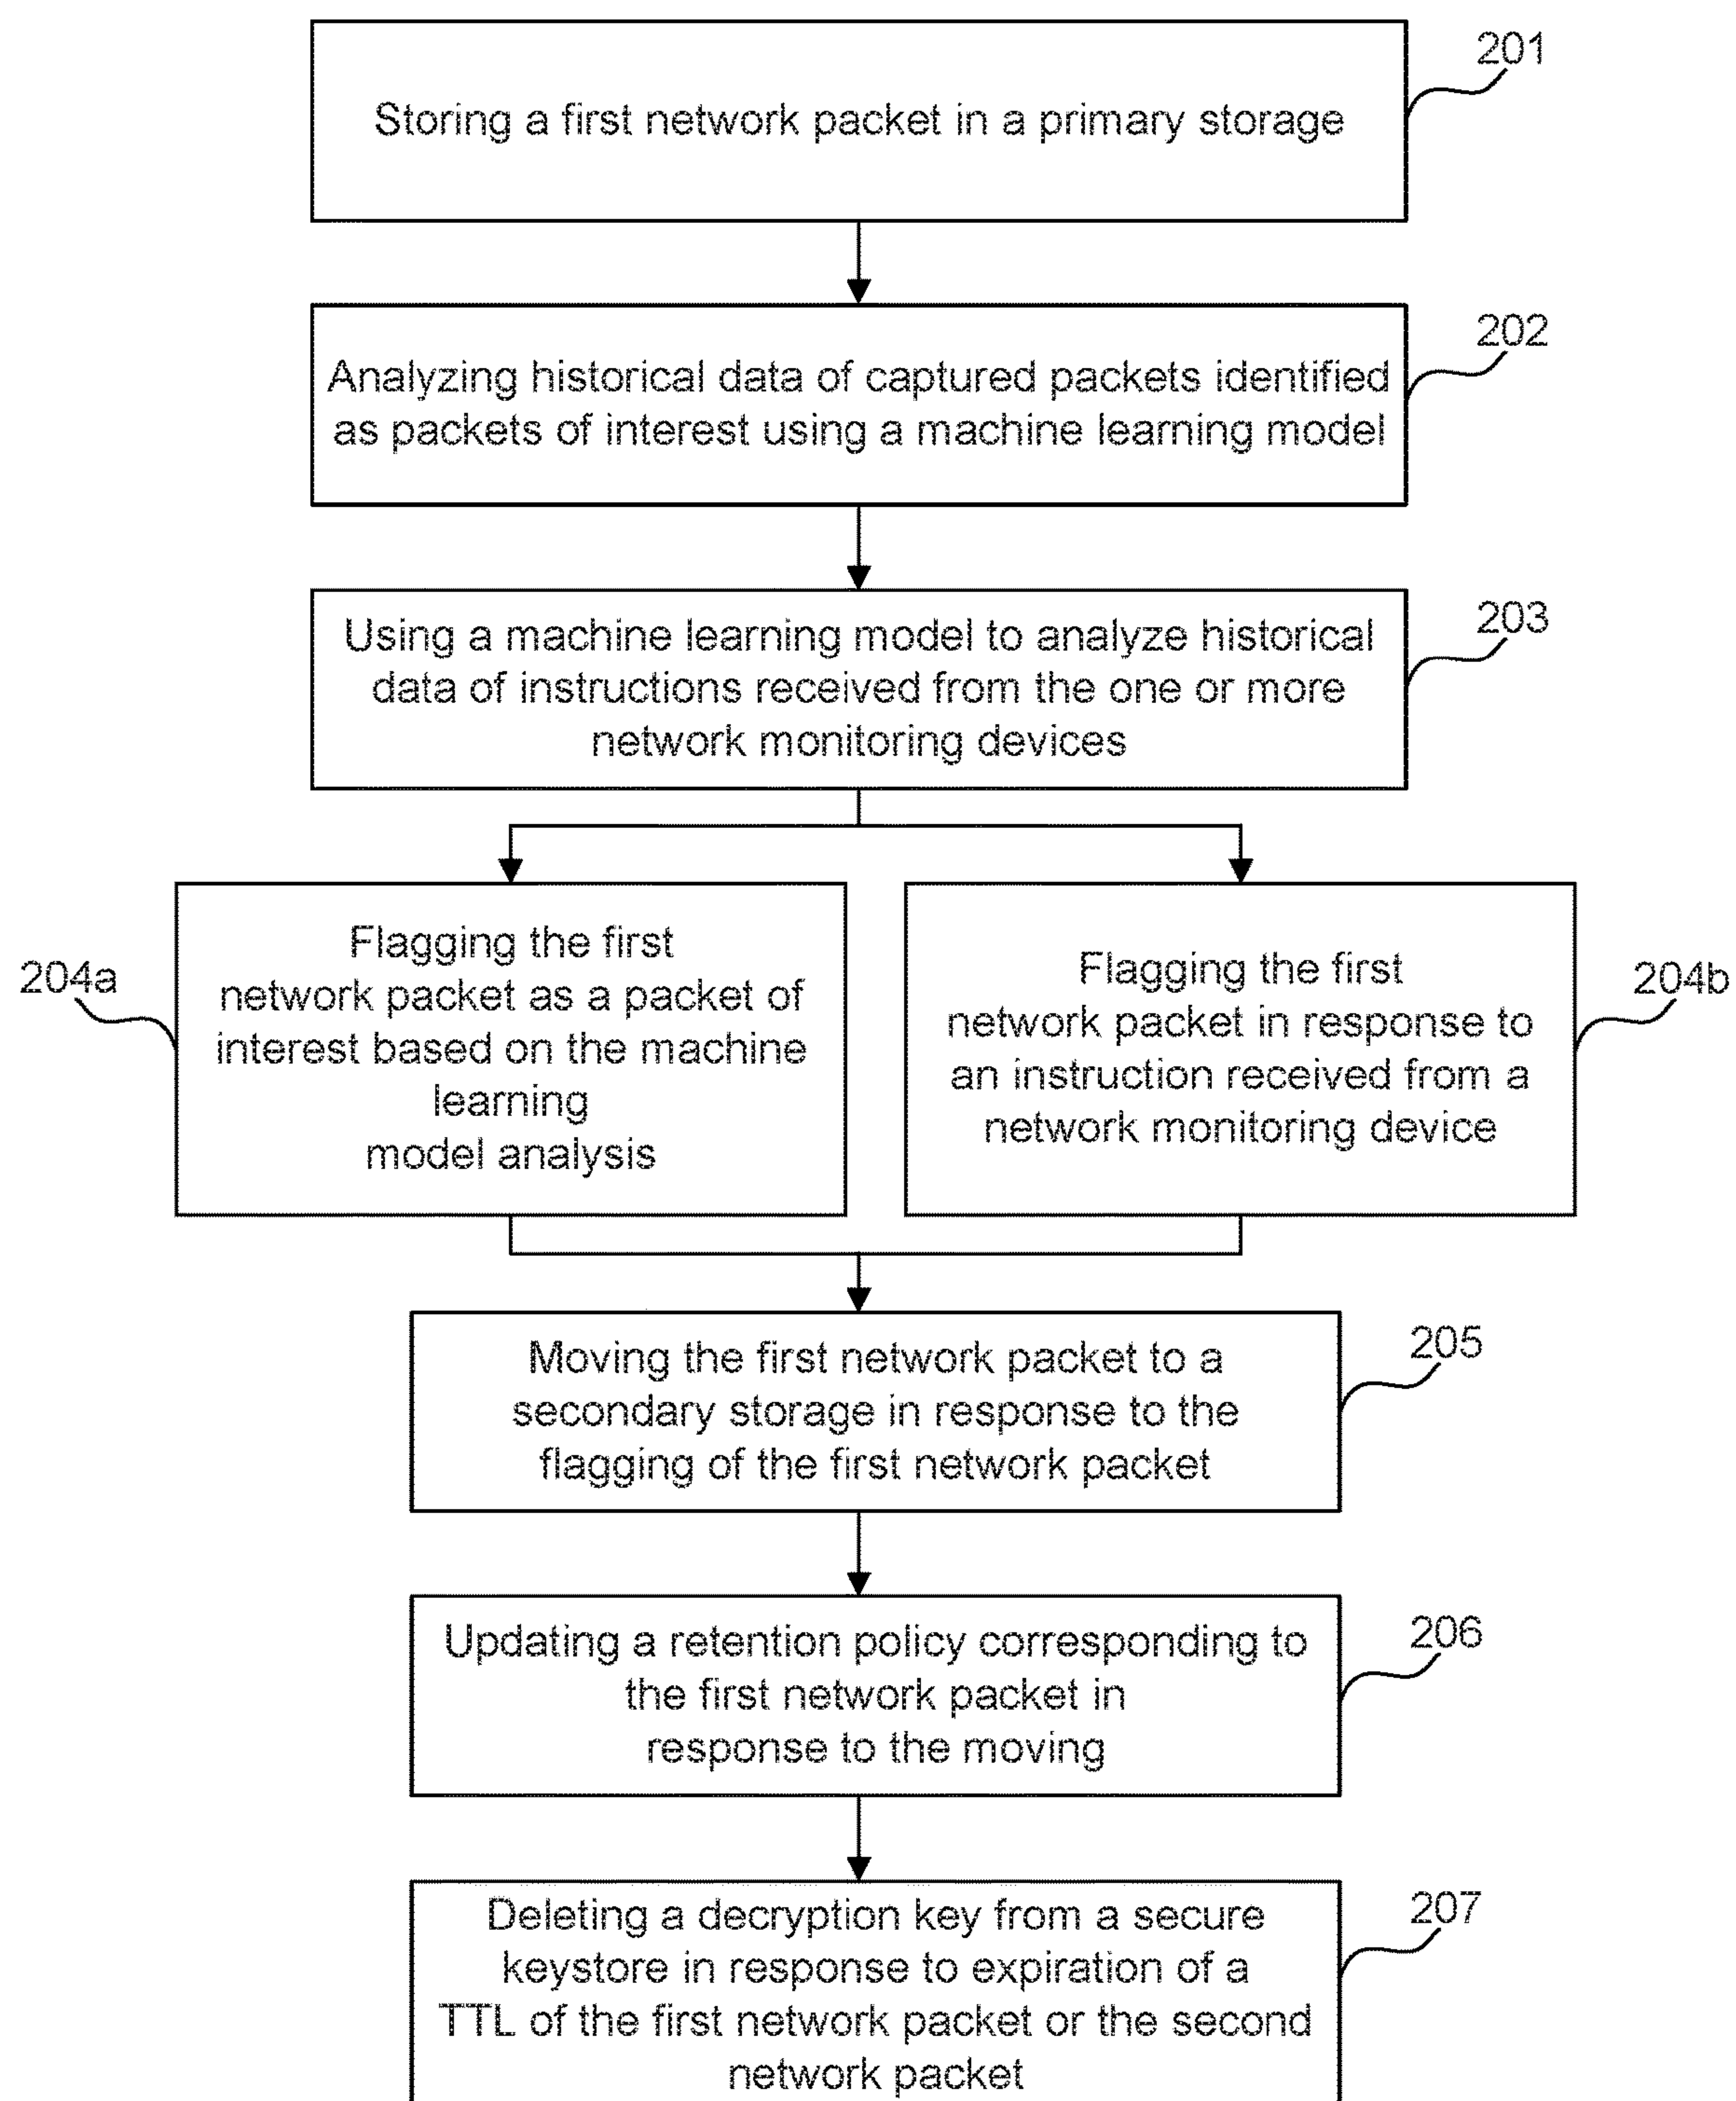 201
Storing a first network packet in a primary storage
202
Analyzing historical data of captured packets identified
as packets of interest using a machine learning model
203
Using a machine learning model to analyze historical
data of instructions received from the one or more
network monitoring devices
204a
Flagging the first
network packet as a packet of
interest based on the machine
learning
model analysis
204b
Flagging the first
network packet in response to
an instruction received from a
network monitoring device
205
Moving the first network packet to a
secondary storage in response to the
flagging of the first network packet
206
Updating a retention policy corresponding to
the first network packet in
response to the moving
207
Deleting a decryption key from a secure
keystore in response to expiration of a
TTL of the first network packet or the second
network packet